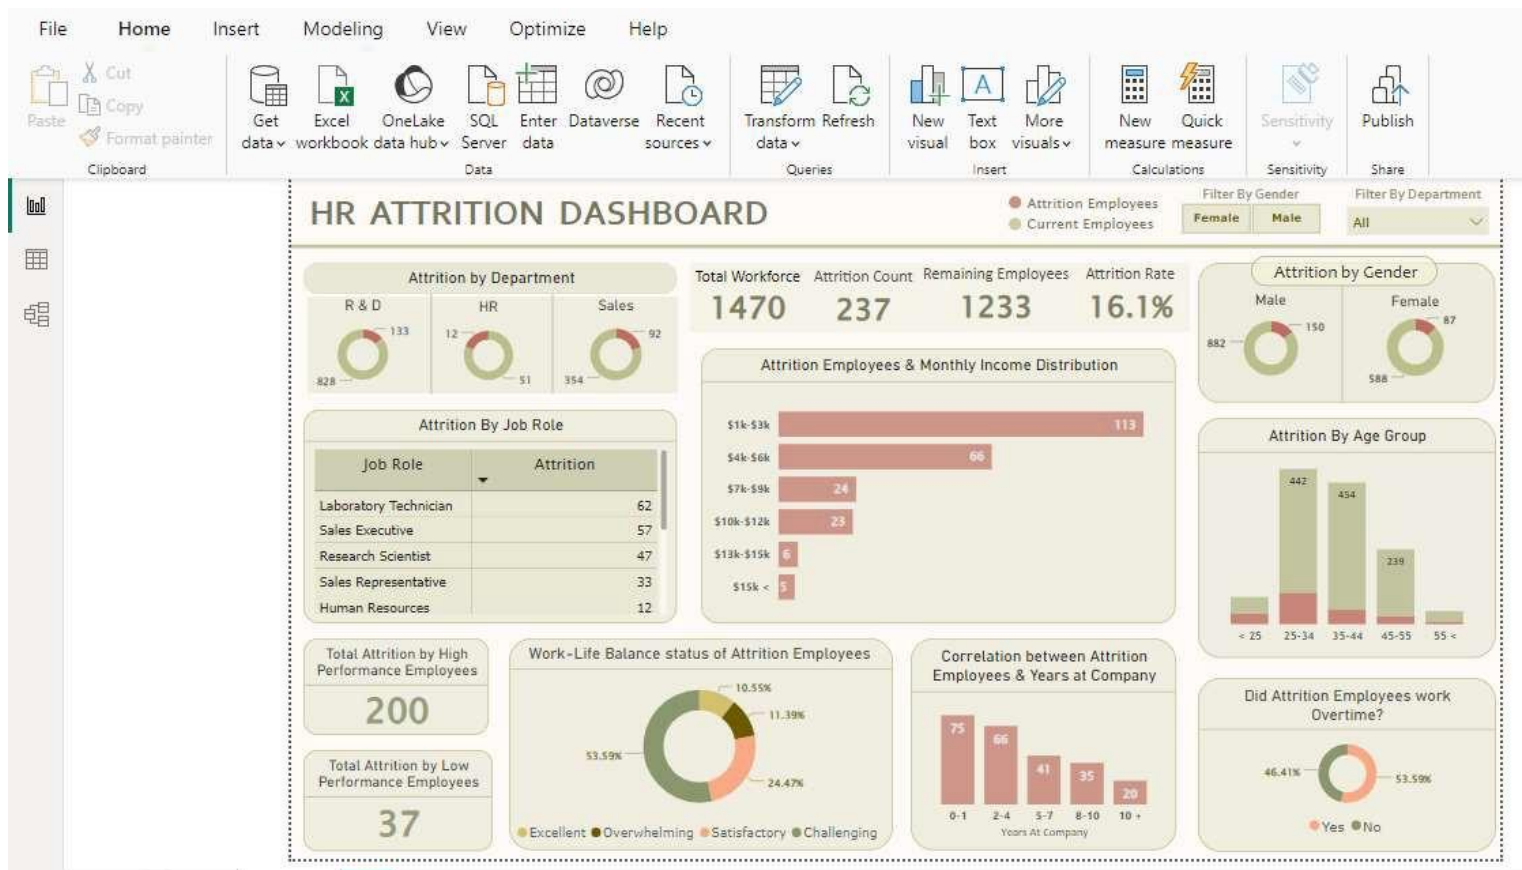 File Home Insert Modeling View Optimize Help
Paste
Cut
Copy
Format painter
Clipboard
Get data
Excel workbook
OneLake data hub
SQL Server
Enter data
Dataverse
Recent sources
Data
Transform data
Refresh
Queries
New visual
Text box
More visuals
Insert
New measure
Quick measure
Calculations
Sensitivity
Sensitivity
Publish
Share
HR ATTRITION DASHBOARD
Attrition Employees
Current Employees
Filter By Gender
Female Male
Filter By Department
All
Attrition by Department
R & D
133
828
HR
12
51
Sales
92
354
Total Workforce
1470
Attrition Count
237
Remaining Employees
1233
Attrition Rate
16.1%
Attrition by Gender
Male
150
882
Female
87
588
Attrition By Job Role
Job Role Attrition
Laboratory Technician 62
Sales Executive 57
Research Scientist 47
Sales Representative 33
Human Resources 12
Attrition Employees & Monthly Income Distribution
$1k-$3k 113
$4k-$6k 66
$7k-$9k 24
$10k-$12k 23
$13k-$15k 6
$15k < 5
Attrition By Age Group
442
454
239
< 25 25-34 35-44 45-55 55 <
Total Attrition by High
Performance Employees
200
Total Attrition by Low
Performance Employees
37
Work-Life Balance status of Attrition Employees
10.55%
11.39%
53.59%
24.47%
Excellent Overwhelming Satisfactory Challenging
Correlation between Attrition
Employees & Years at Company
75
66
41
35
20
0-1 2-4 5-7 8-10 10 +
Years At Company
Did Attrition Employees work
Overtime?
46.41%
53.59%
Yes No